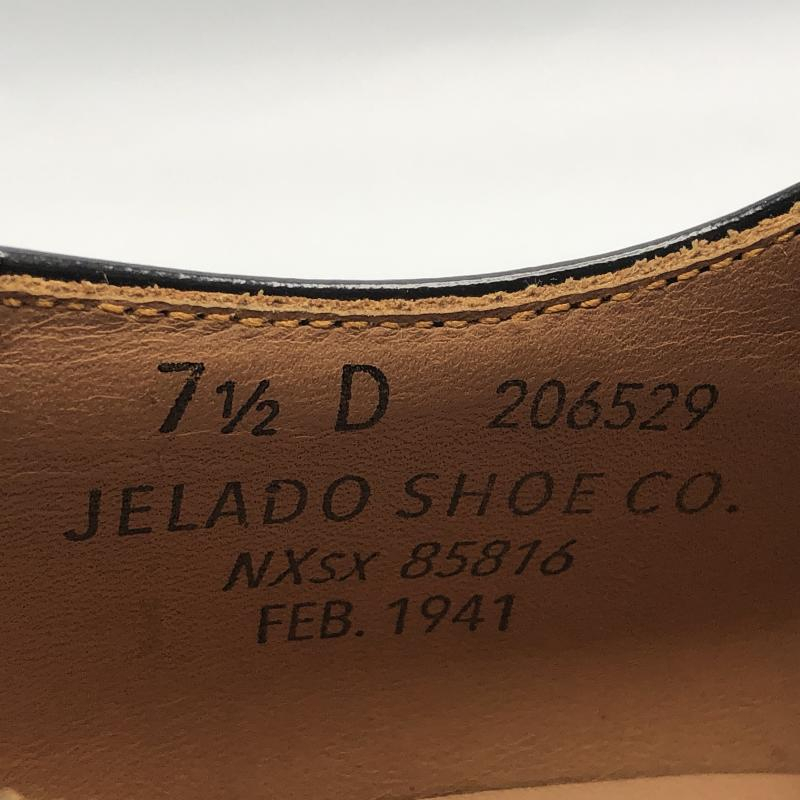 7½ D 206529
JELADO SHOE CO.
NXSX 85816
FEB. 1941